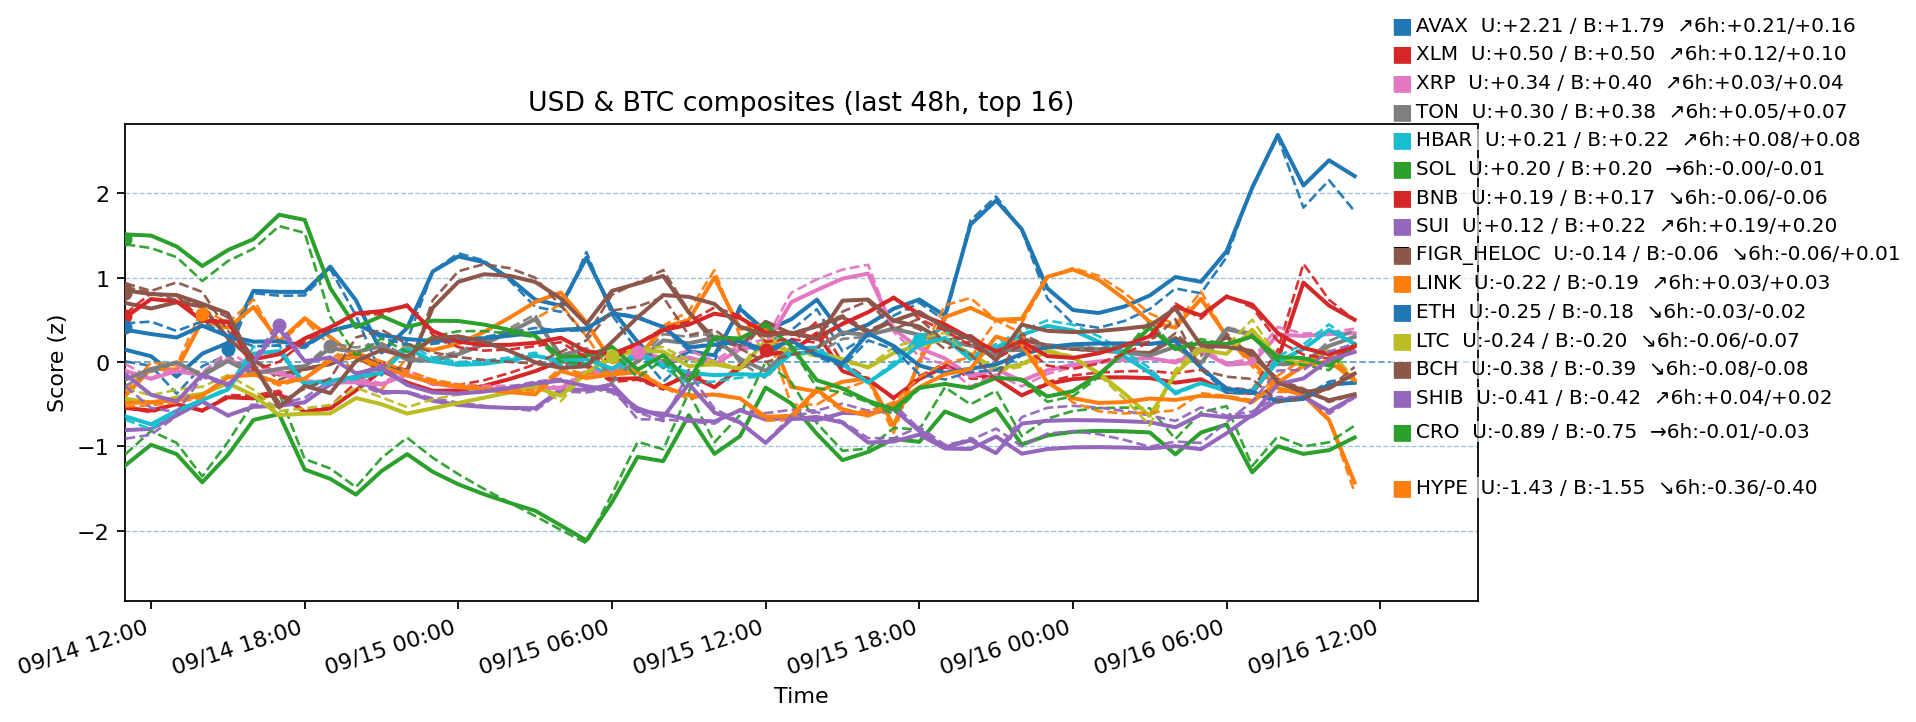 USD & BTC composites (last 48h, top 16)
AVAX U:+2.21 / B:+1.79 ↗6h:+0.21/+0.16
XLM U:+0.50 / B:+0.50 ↗6h:+0.12/+0.10
XRP U:+0.34 / B:+0.40 ↗6h:+0.03/+0.04
TON U:+0.30 / B:+0.38 ↗6h:+0.05/+0.07
HBAR U:+0.21 / B:+0.22 ↗6h:+0.08/+0.08
SOL U:+0.20 / B:+0.20 →6h:-0.00/-0.01
BNB U:+0.19 / B:+0.17 ↘6h:-0.06/-0.06
SUI U:+0.12 / B:+0.22 ↗6h:+0.19/+0.20
FIGR_HELOC U:-0.14 / B:-0.06 ↘6h:-0.06/+0.01
LINK U:-0.22 / B:-0.19 ↗6h:+0.03/+0.03
ETH U:-0.25 / B:-0.18 ↘6h:-0.03/-0.02
LTC U:-0.24 / B:-0.20 ↘6h:-0.06/-0.07
BCH U:-0.38 / B:-0.39 ↘6h:-0.08/-0.08
SHIB U:-0.41 / B:-0.42 ↗6h:+0.04/+0.02
CRO U:-0.89 / B:-0.75 →6h:-0.01/-0.03
HYPE U:-1.43 / B:-1.55 ↘6h:-0.36/-0.40
Score (z)
2
1
0
−1
−2
09/14 12:00
09/14 18:00
09/15 00:00
09/15 06:00
09/15 12:00
09/15 18:00
09/16 00:00
09/16 06:00
09/16 12:00
Time